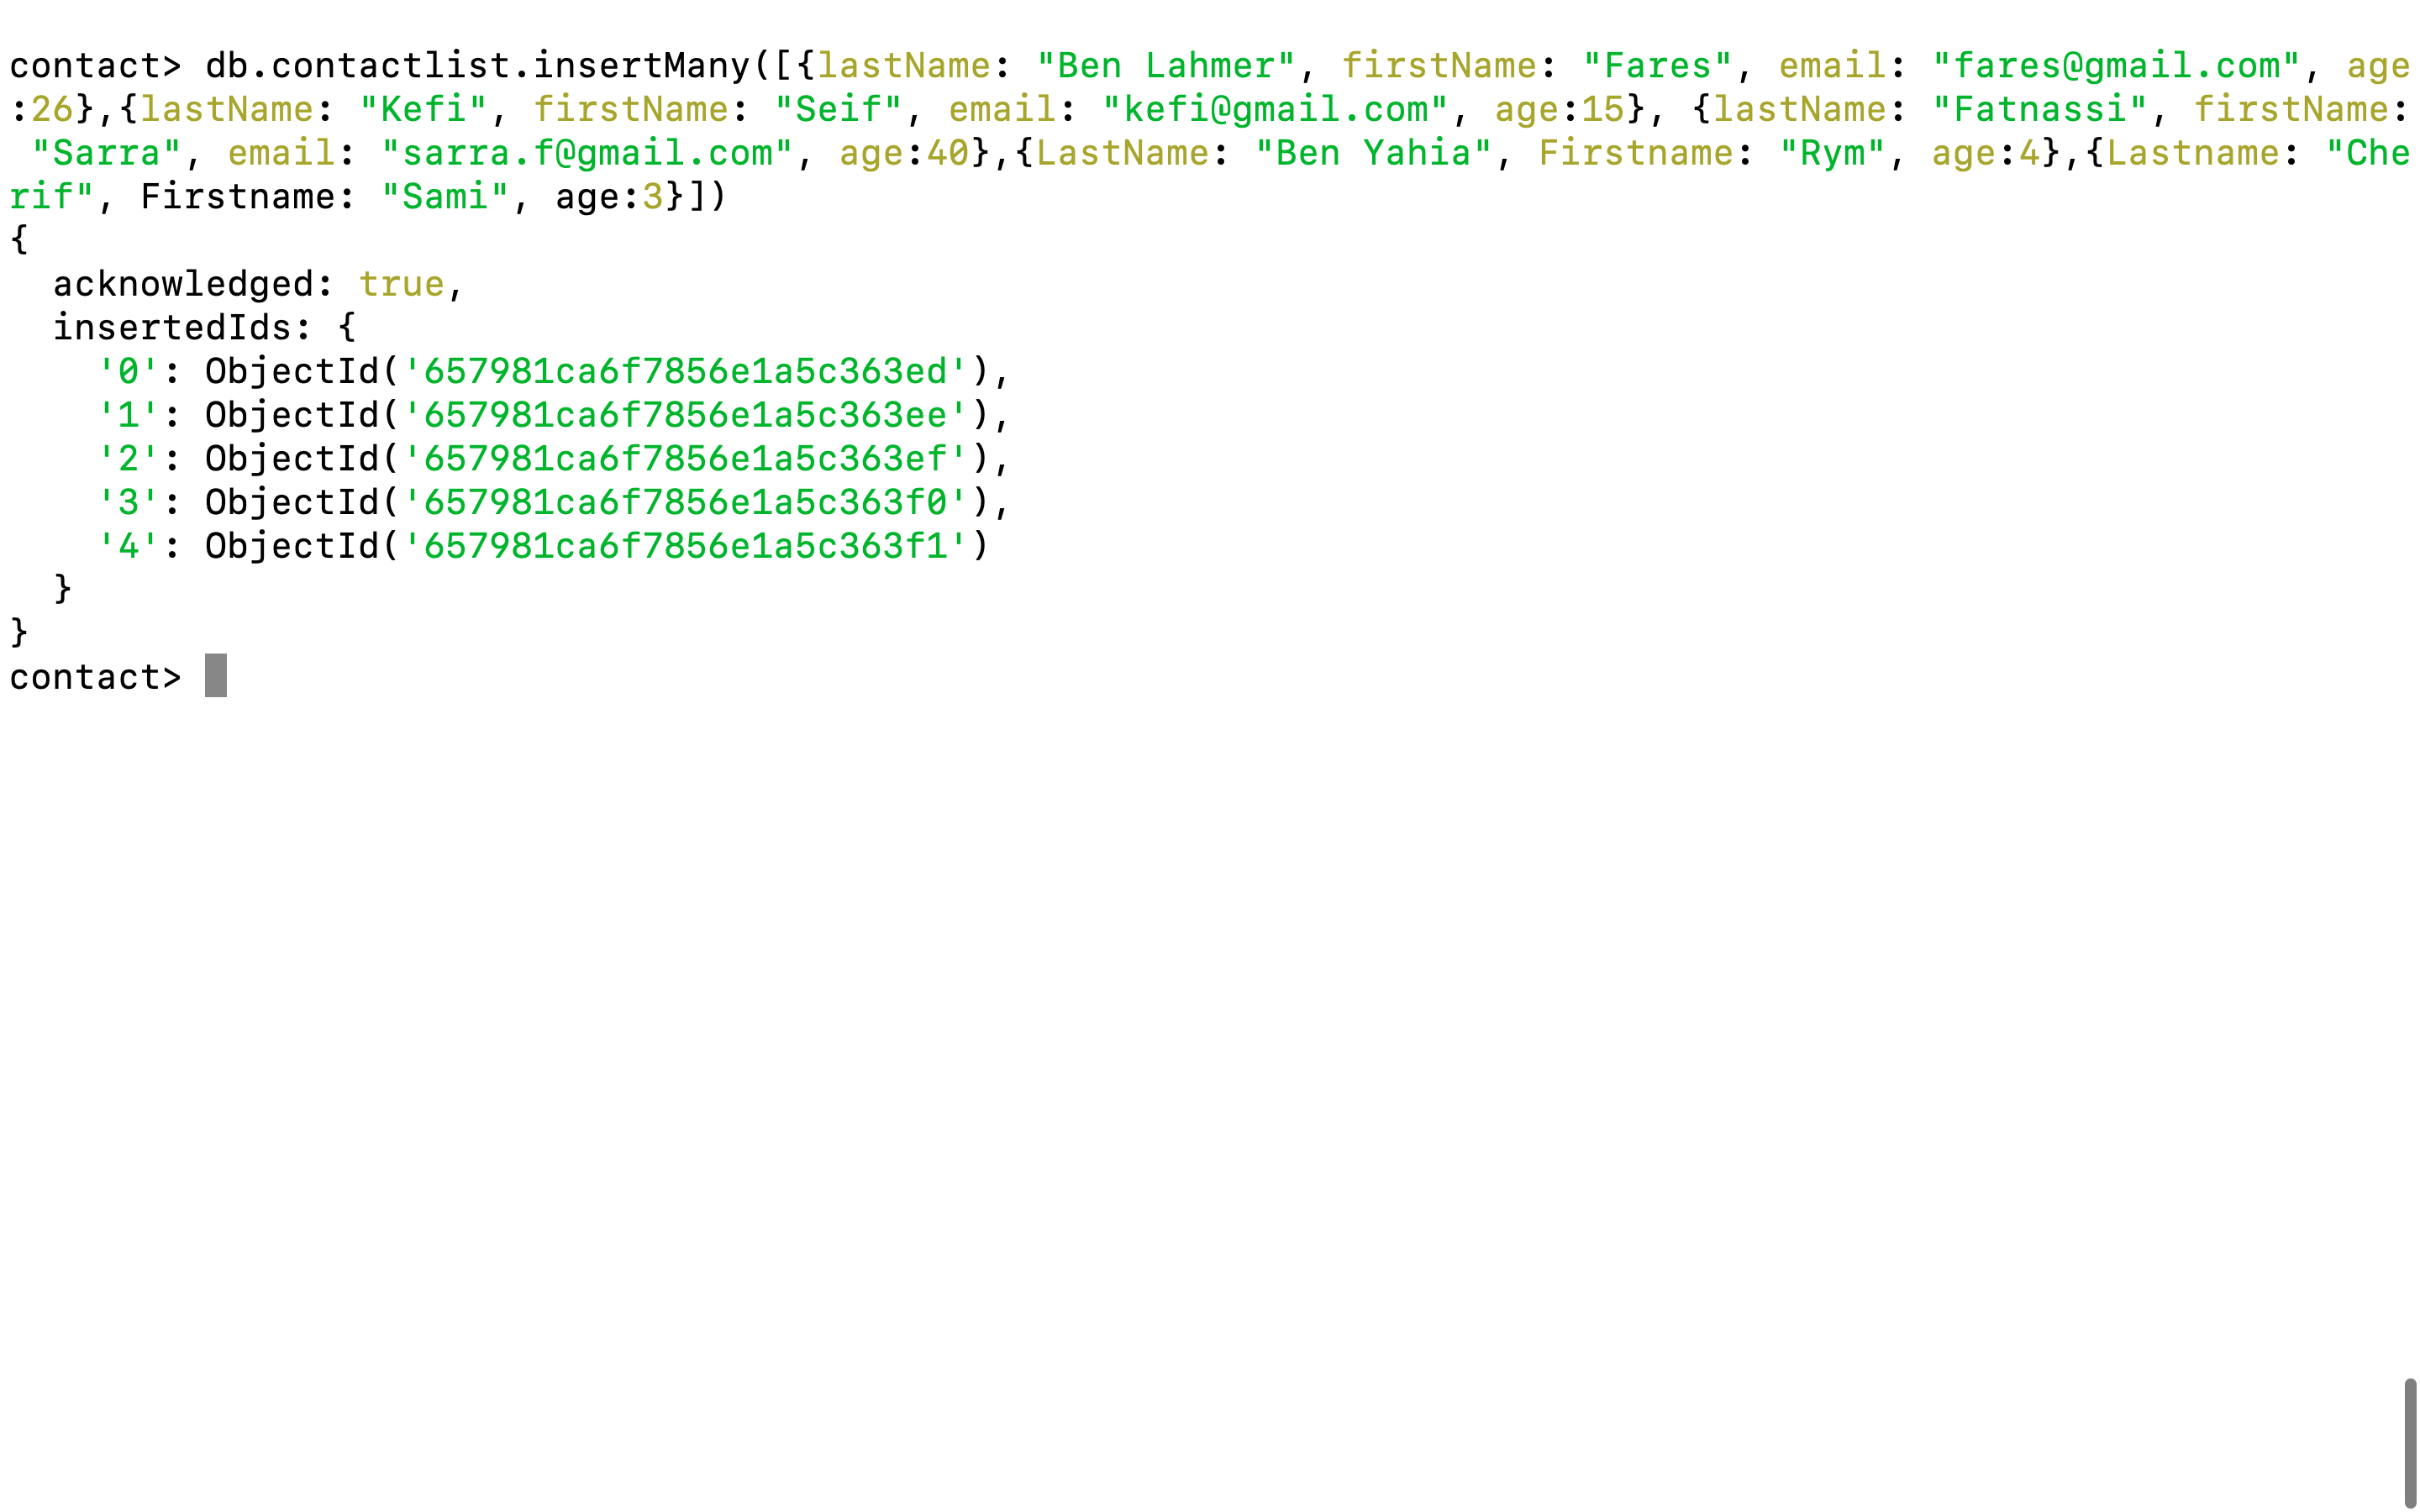 contact> db.contactlist.insertMany([{lastName: "Ben Lahmer", firstName: "Fares", email: "fares@gmail.com", age
:26},{lastName: "Kefi", firstName: "Seif", email: "kefi@gmail.com", age:15}, {lastName: "Fatnassi", firstName:
 "Sarra", email: "sarra.f@gmail.com", age:40},{LastName: "Ben Yahia", Firstname: "Rym", age:4},{Lastname: "Che
rif", Firstname: "Sami", age:3}])
{
  acknowledged: true,
  insertedIds: {
    '0': ObjectId('657981ca6f7856e1a5c363ed'),
    '1': ObjectId('657981ca6f7856e1a5c363ee'),
    '2': ObjectId('657981ca6f7856e1a5c363ef'),
    '3': ObjectId('657981ca6f7856e1a5c363f0'),
    '4': ObjectId('657981ca6f7856e1a5c363f1')
  }
}
contact>